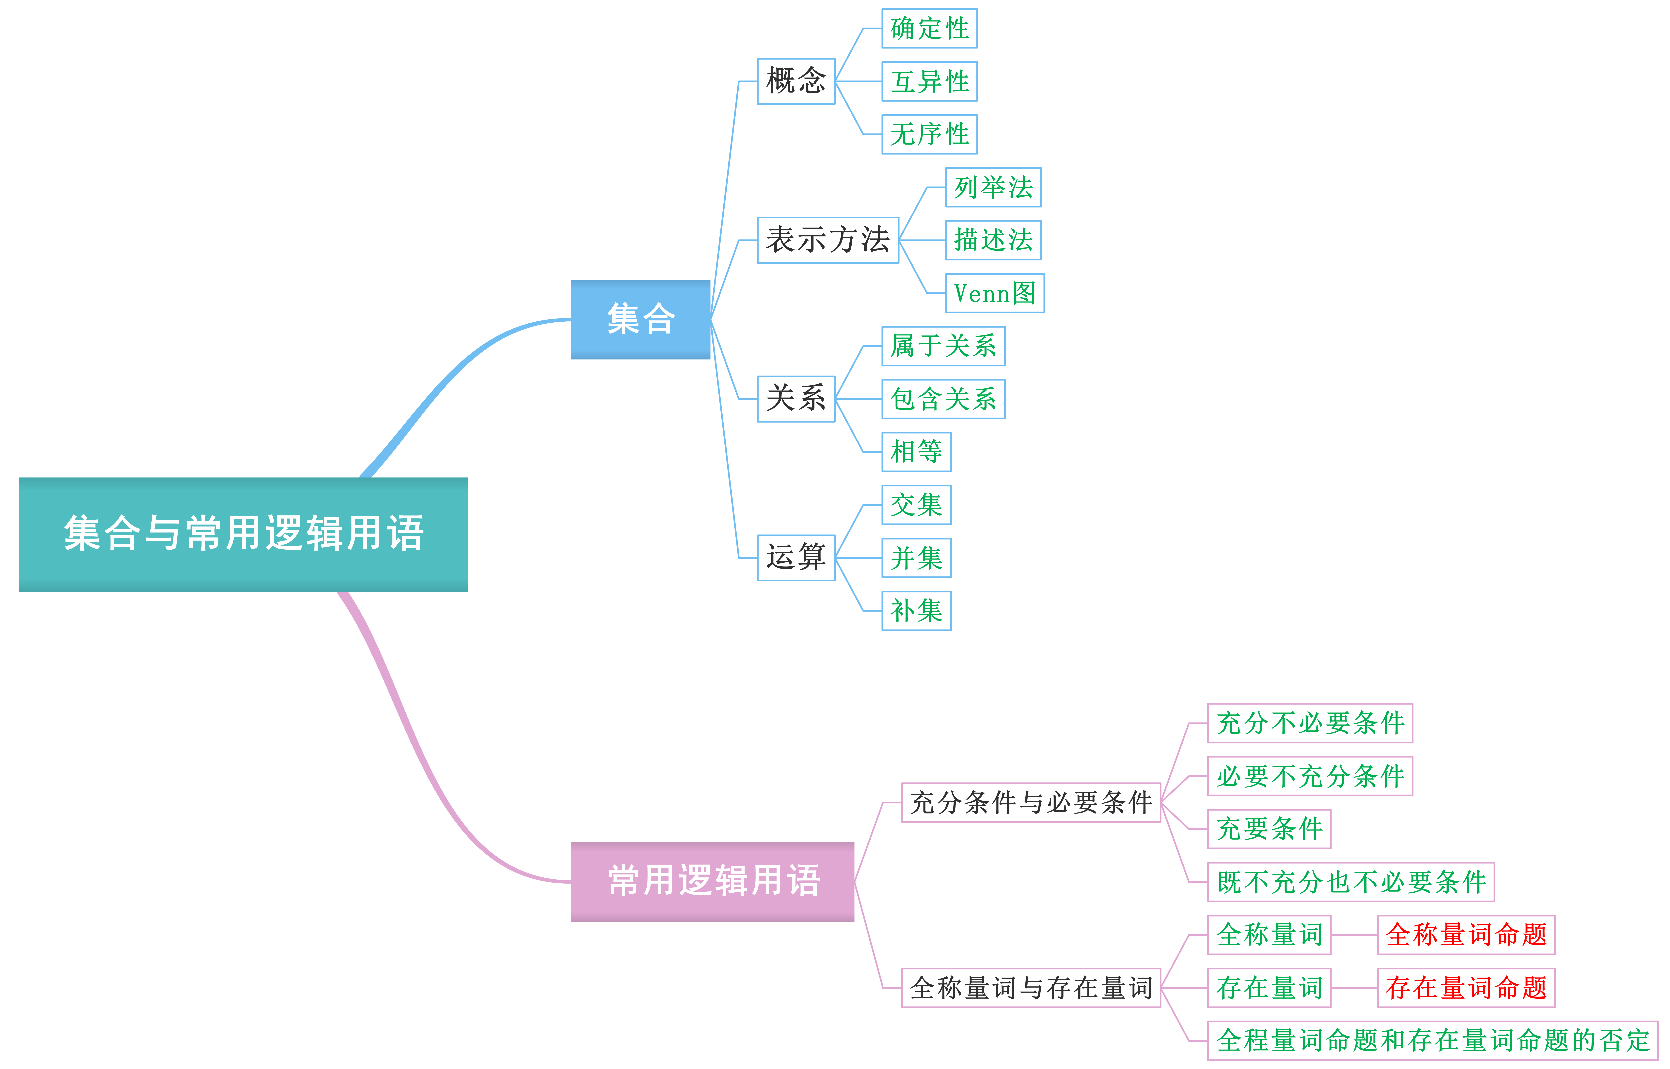 集合与常用逻辑用语
集合
概念
确定性
互异性
无序性
表示方法
列举法
描述法
Venn图
关系
属于关系
包含关系
相等
运算
交集
并集
补集
常用逻辑用语
充分条件与必要条件
充分不必要条件
必要不充分条件
充要条件
既不充分也不必要条件
全称量词与存在量词
全称量词
全称量词命题
存在量词
存在量词命题
全程量词命题和存在量词命题的否定